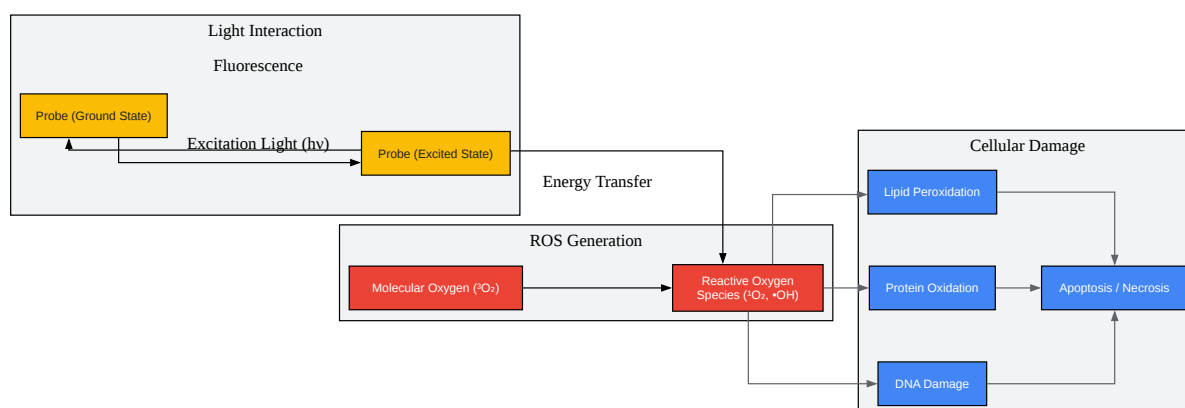 Light Interaction
Fluorescence
Probe (Ground State)
Excitation Light (hν)
Probe (Excited State)
Energy Transfer
ROS Generation
Molecular Oxygen (³O₂)
Reactive Oxygen
Species (¹O₂, •OH)
Cellular Damage
Lipid Peroxidation
Protein Oxidation
Apoptosis / Necrosis
DNA Damage